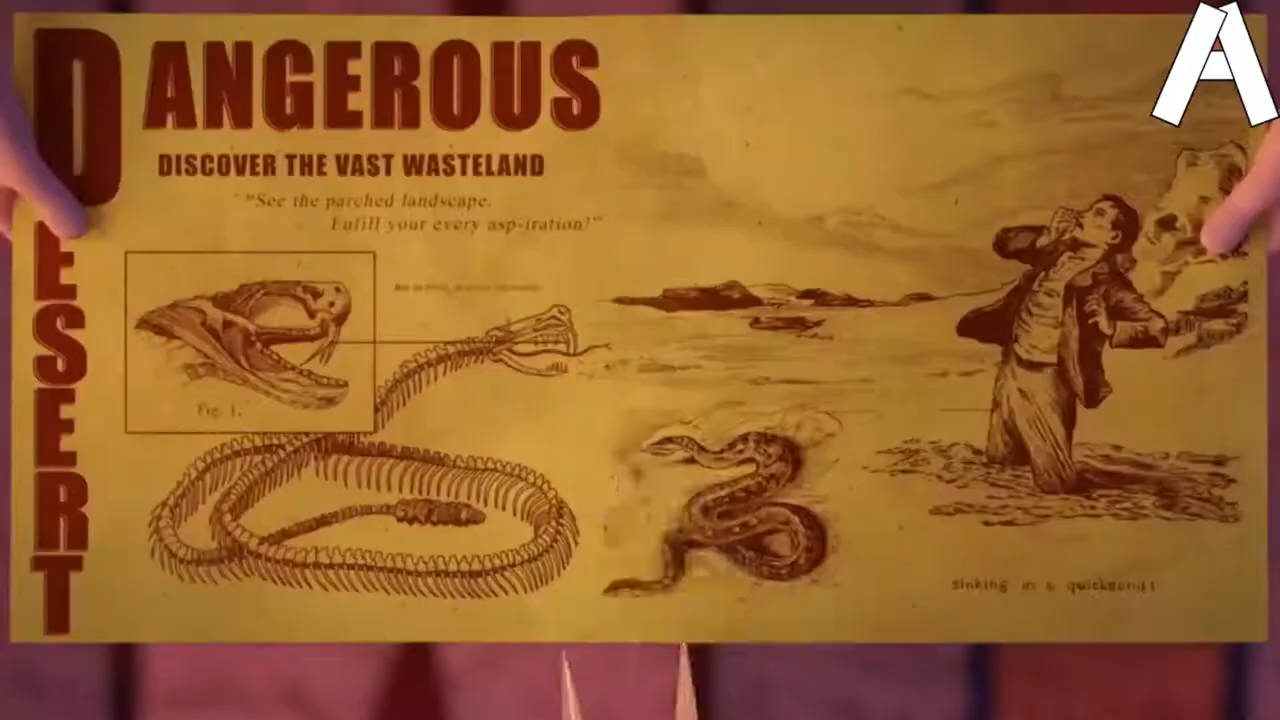 DANGEROUS
DESERT
DISCOVER THE VAST WASTELAND
"See the parched landscape.
Fulfill your every asp-iration!"
Fig. 1.
sinking in a quicksand!
A